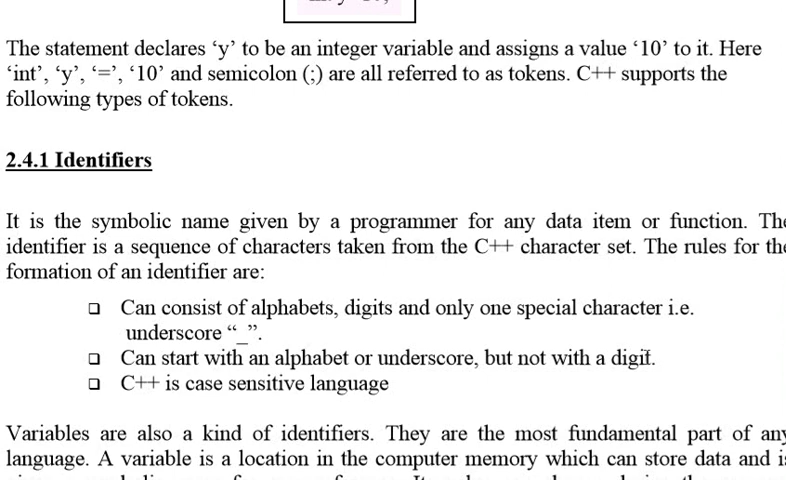 The statement declares ‘y’ to be an integer variable and assigns a value ‘10’ to it. Here
‘int’, ‘y’, ‘=’, ‘10’ and semicolon (;) are all referred to as tokens. C++ supports the
following types of tokens.
2.4.1 Identifiers
It is the symbolic name given by a programmer for any data item or function. The
identifier is a sequence of characters taken from the C++ character set. The rules for the
formation of an identifier are:
❑ Can consist of alphabets, digits and only one special character i.e.
underscore “_”.
❑ Can start with an alphabet or underscore, but not with a digit.
❑ C++ is case sensitive language
Variables are also a kind of identifiers. They are the most fundamental part of any
language. A variable is a location in the computer memory which can store data and is